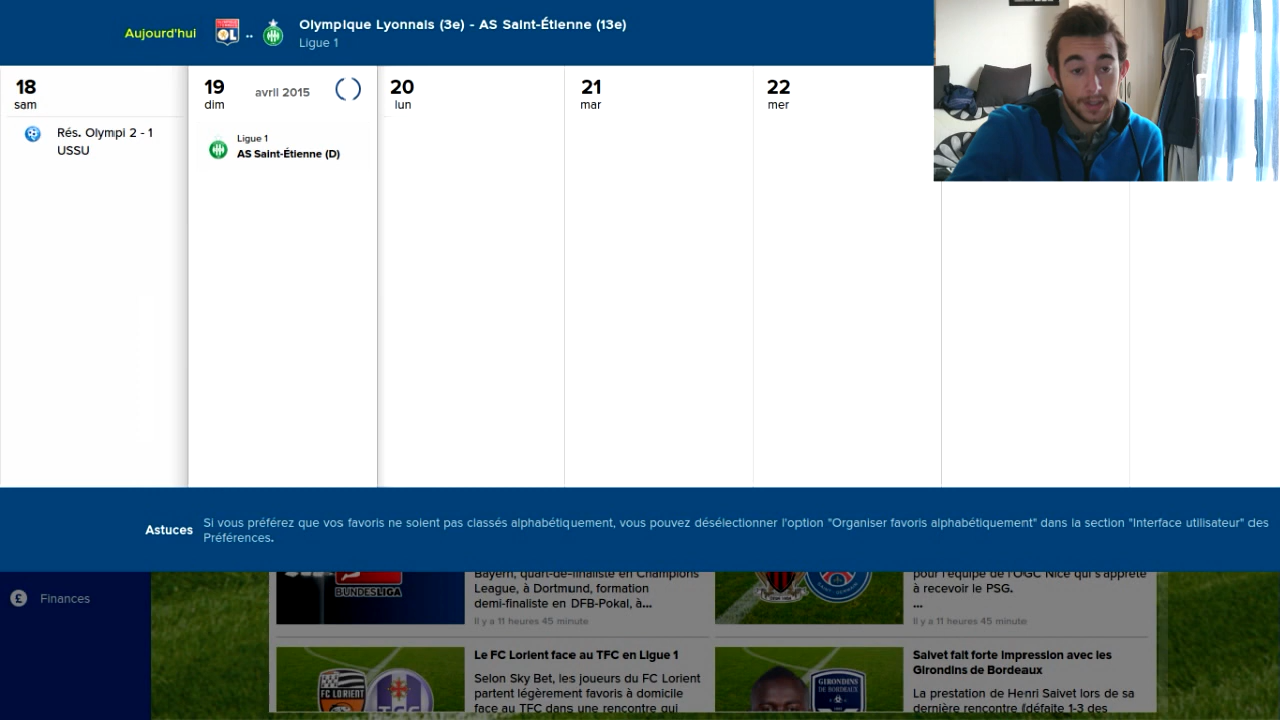 Aujourd'hui
Olympique Lyonnais (3e) - AS Saint-Étienne (13e)
Ligue 1
18
sam
19
dim
avril 2015
20
lun
21
mar
22
mer
Rés. Olympi 2 - 1
USSU
Ligue 1
AS Saint-Étienne (D)
Astuces
Si vous préférez que vos favoris ne soient pas classés alphabétiquement, vous pouvez désélectionner l'option "Organiser favoris alphabétiquement" dans la section "Interface utilisateur" des
Préférences.
Finances
BUNDESLIGA
Bayern, quart-de-finaliste en Champions
League, à Dortmund, formation
demi-finaliste en DFB-Pokal, à...
Il y a 11 heures 45 minute
pour l'équipe de l'OGC Nice qui s'apprête
à recevoir le PSG.
...
Il y a 11 heures 45 minute
FC LORIENT
Le FC Lorient face au TFC en Ligue 1
Selon Sky Bet, les joueurs du FC Lorient
partent légèrement favoris à domicile
face au TFC dans une rencontre qui
GIRONDINS
Saivet fait forte impression avec les
Girondins de Bordeaux
La prestation de Henri Saivet lors de sa
dernière rencontre (défaite 1-3 des